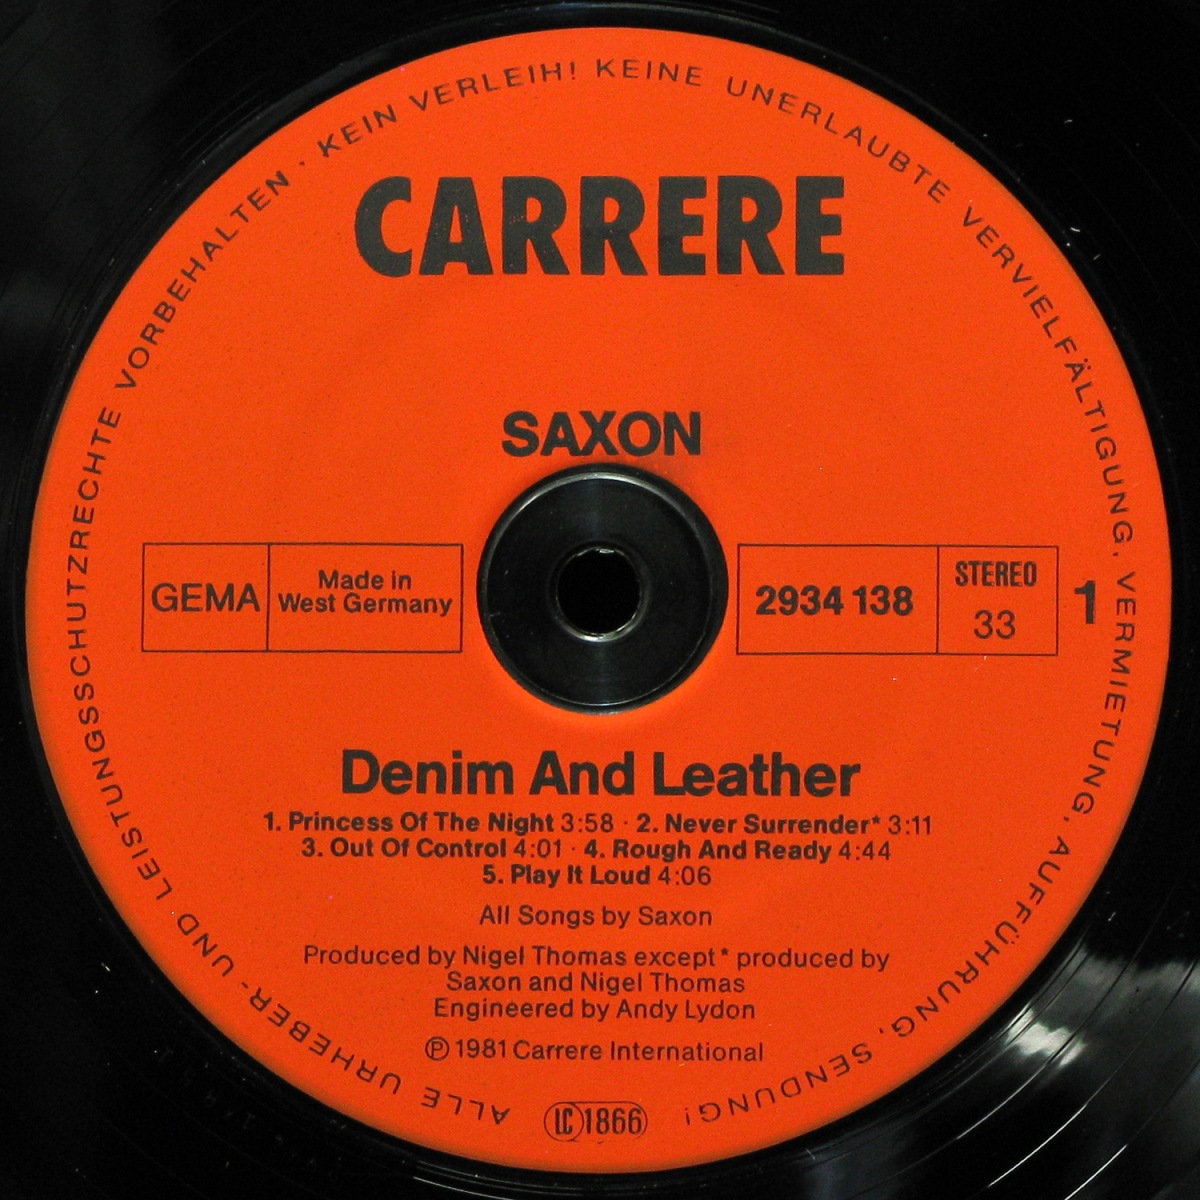 ALLE URHEBER- UND LEISTUNGSSCHUTZRECHTE VORBEHALTEN · KEIN VERLEIH! KEINE UNERLAUBTE VERVIELFÄLTIGUNG, VERMIETUNG, AUFFÜHRUNG, SENDUNG!
CARRERE
SAXON
GEMA
Made in
West Germany
2934 138
STEREO
33
1
Denim And Leather
1. Princess Of The Night 3:58 · 2. Never Surrender* 3:11
3. Out Of Control 4:01 · 4. Rough And Ready 4:44
5. Play It Loud 4:06
All Songs by Saxon
Produced by Nigel Thomas except* produced by
Saxon and Nigel Thomas
Engineered by Andy Lydon
℗ 1981 Carrere International
LC 1866